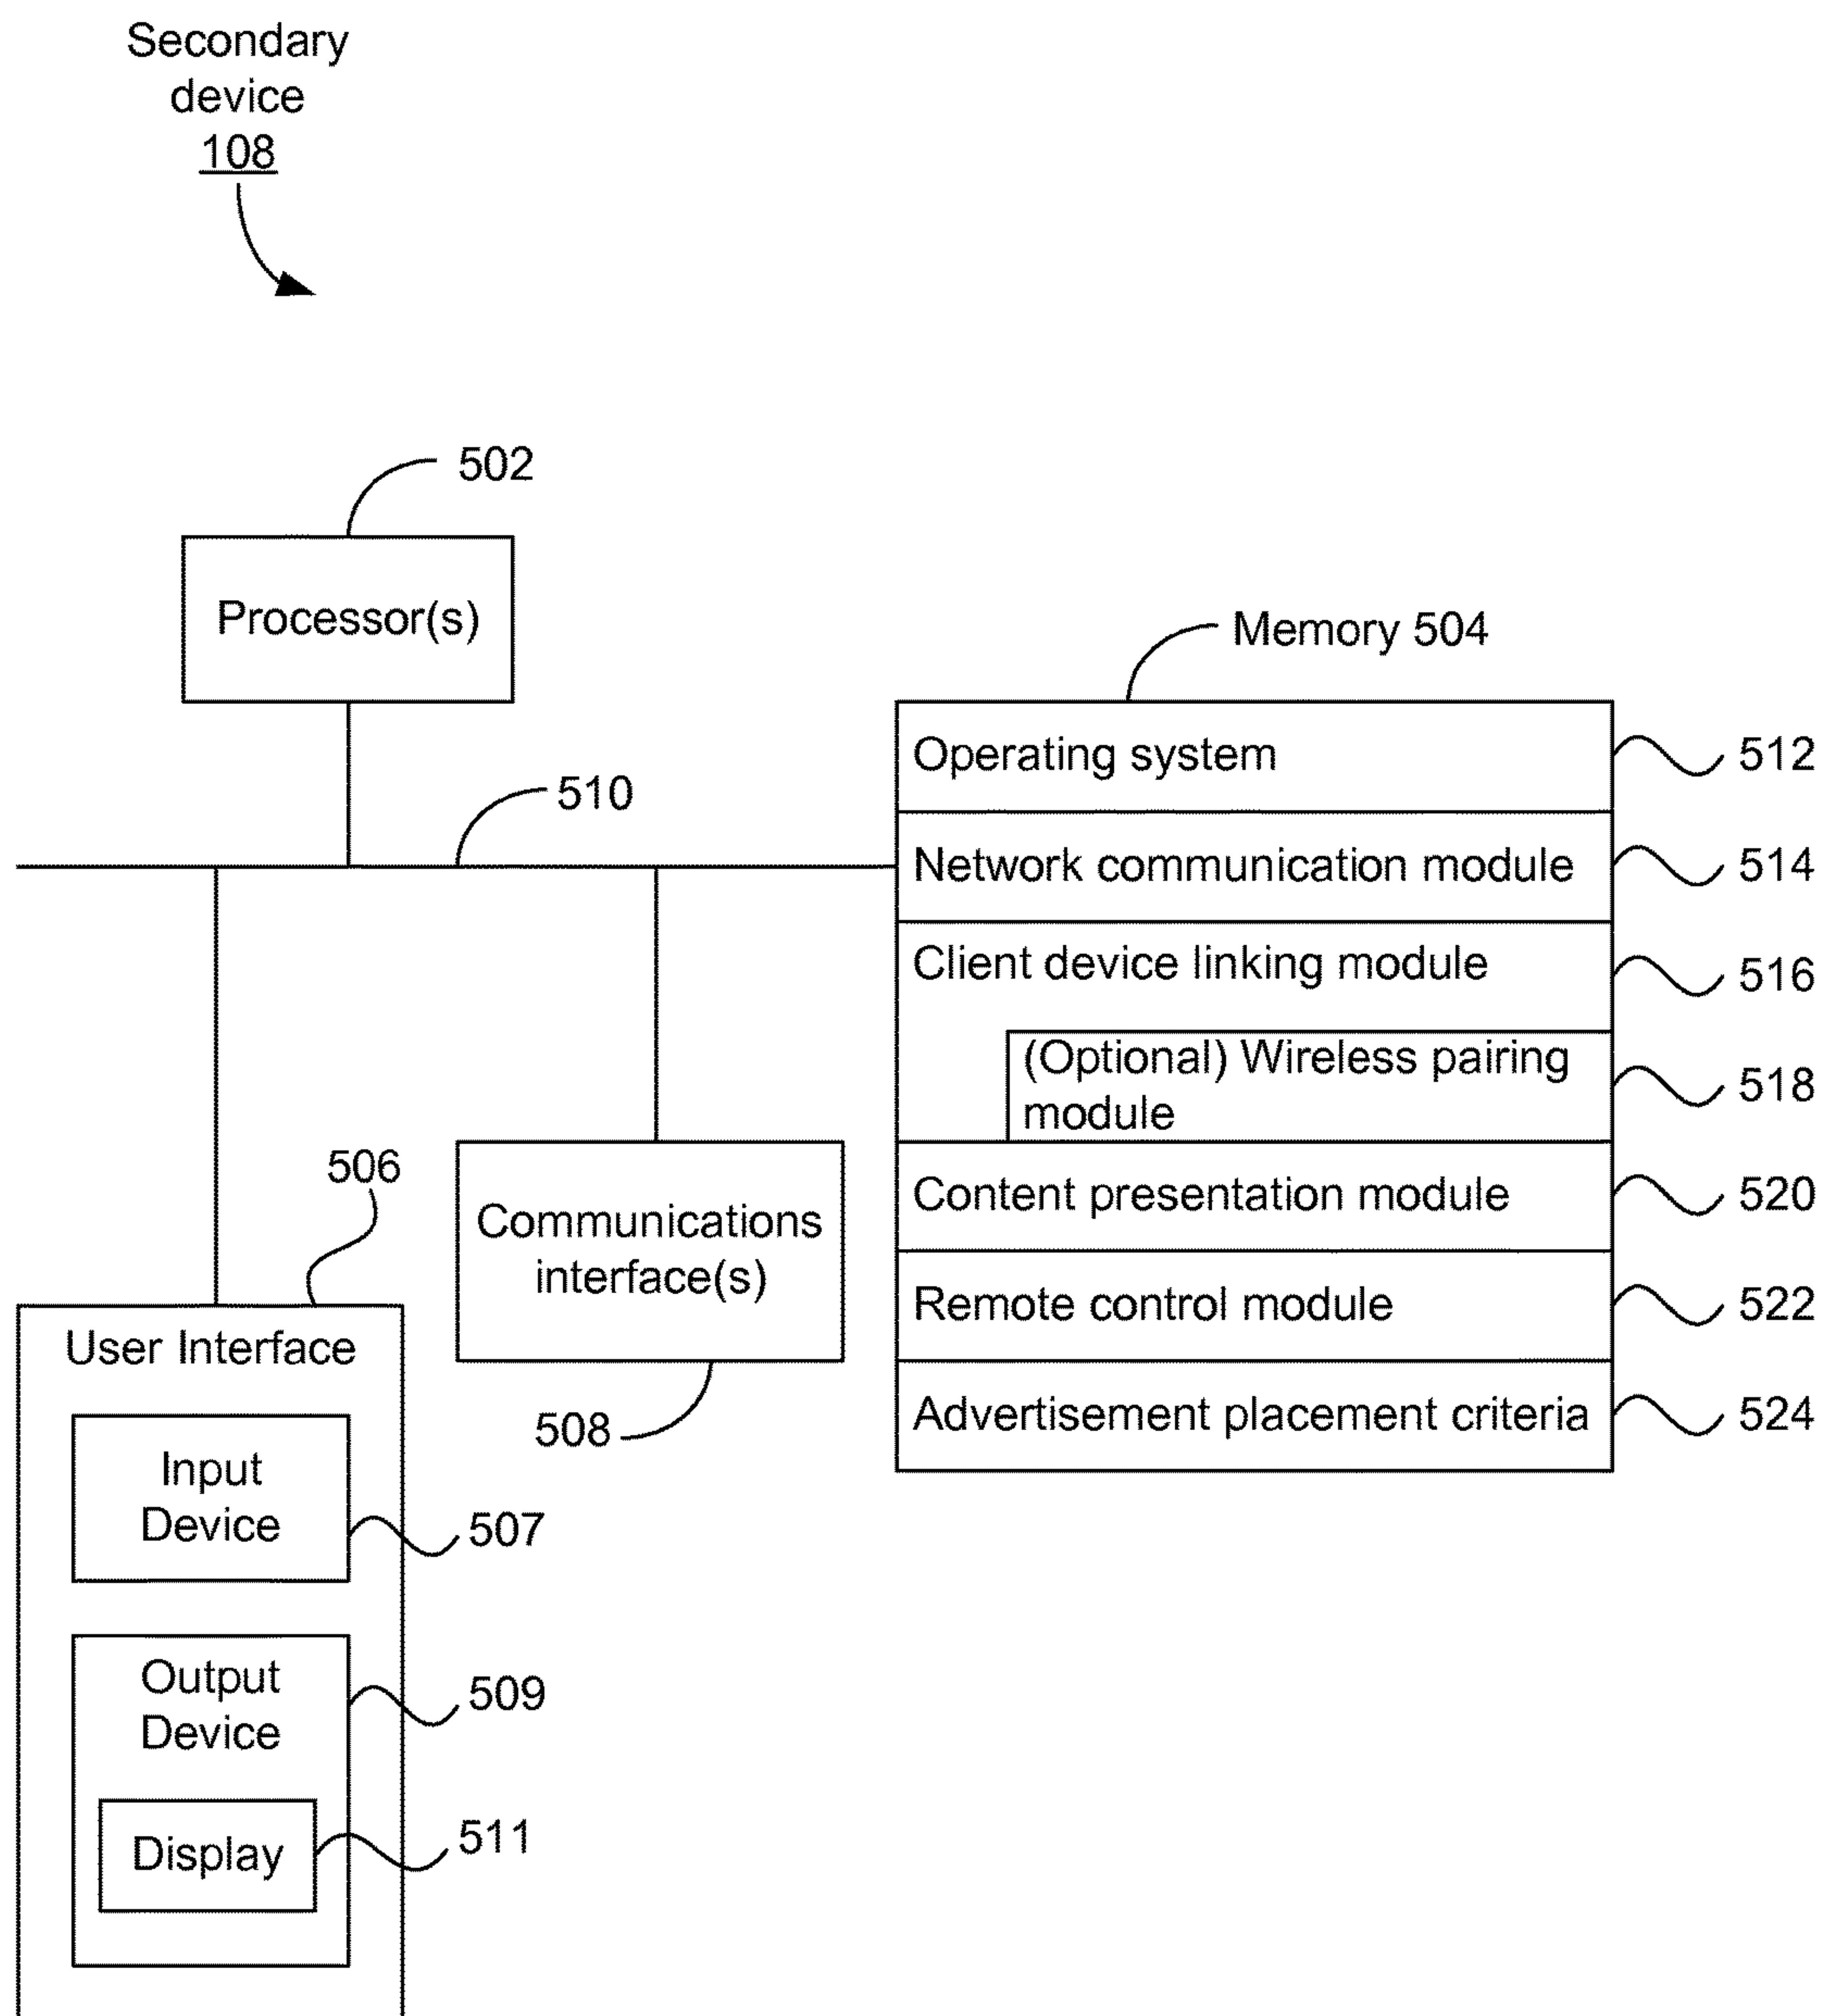 Secondary
device
108
502
Processor(s)
Memory 504
510
Operating system
512
Network communication module
514
Client device linking module
516
(Optional) Wireless pairing
module
518
Content presentation module
520
Remote control module
522
Advertisement placement criteria
524
506
Communications
interface(s)
508
User Interface
Input
Device
507
Output
Device
509
Display
511